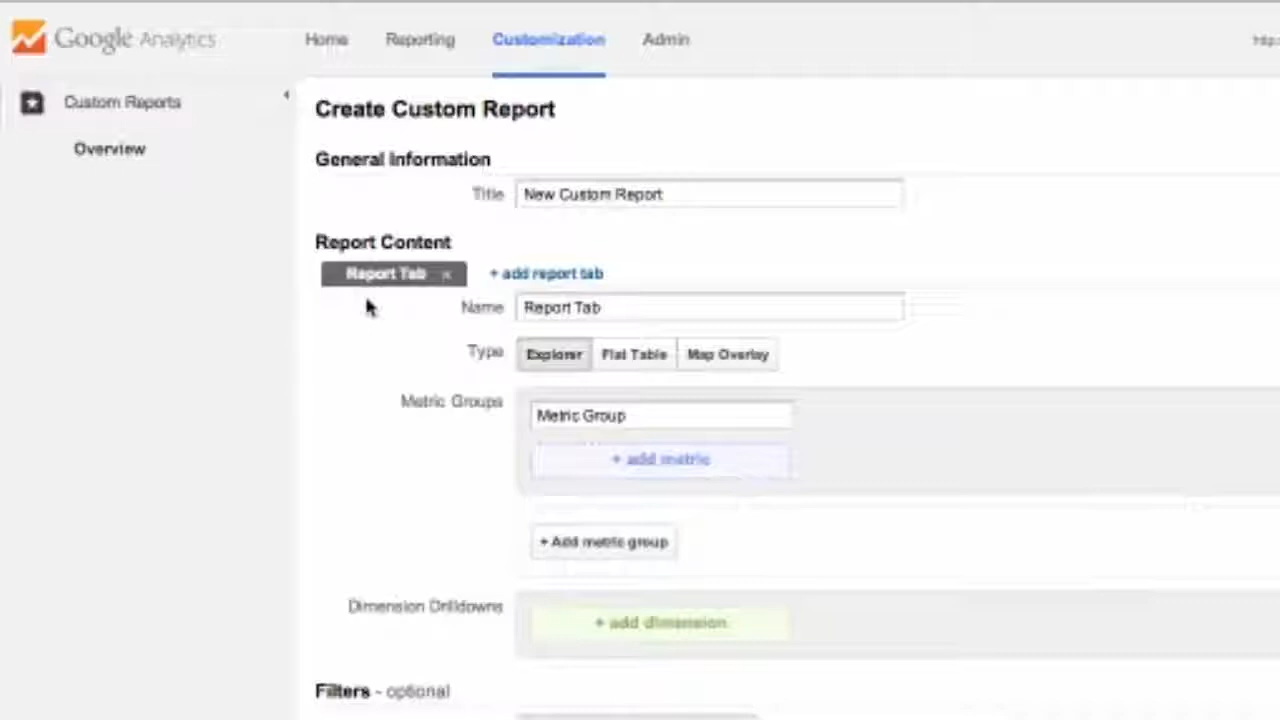 Google Analytics
Home Reporting Customization Admin
Custom Reports
Overview
Create Custom Report
General Information
Title New Custom Report
Report Content
Report Tab × + add report tab
Name Report Tab
Type Explorer Flat Table Map Overlay
Metric Groups
Metric Group
+ add metric
+ Add metric group
Dimension Drilldowns
+ add dimension
Filters - optional